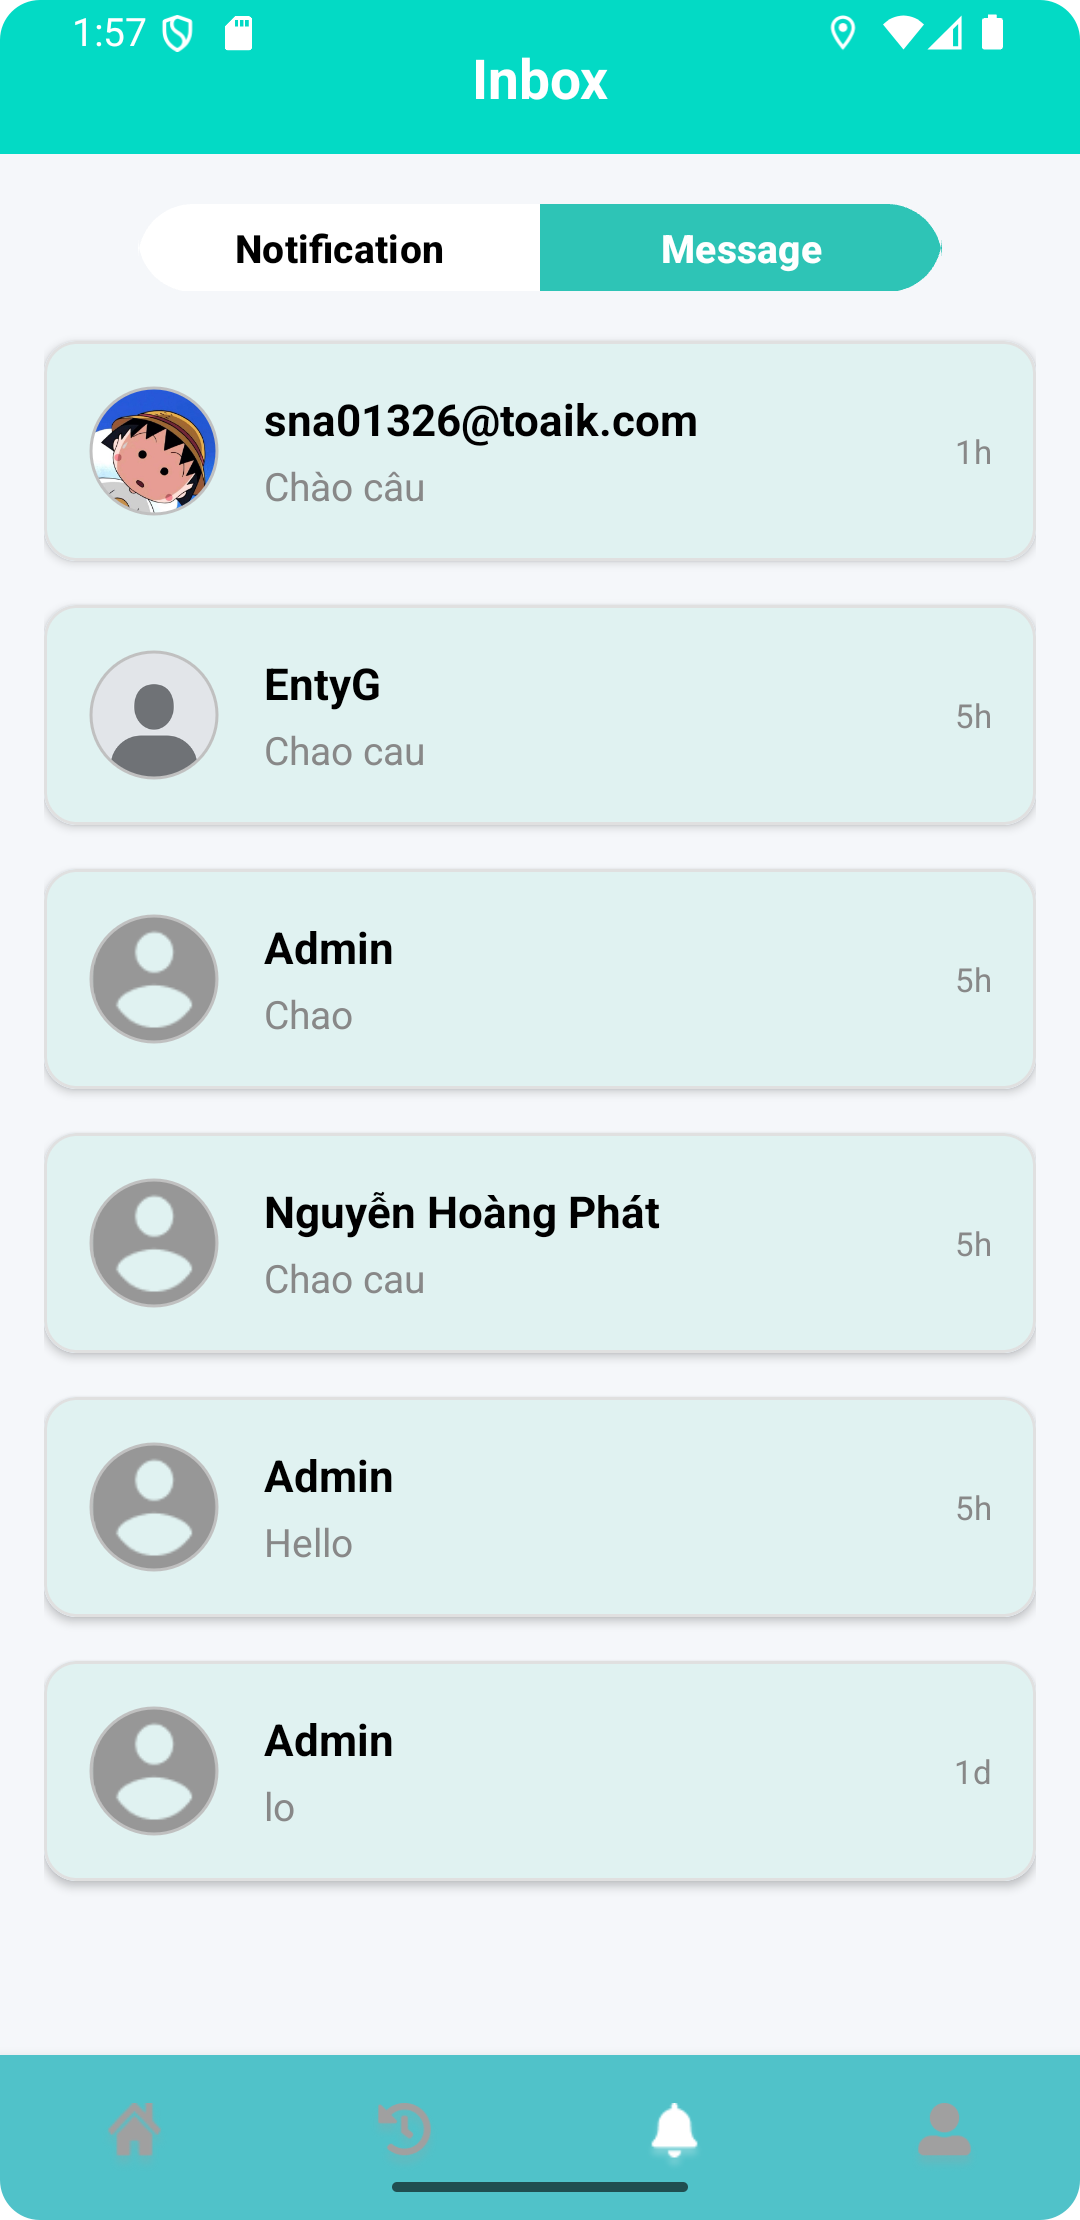 1:57
Inbox
Notification
Message
sna01326@toaik.com
Chào câu
1h
EntyG
Chao cau
5h
Admin
Chao
5h
Nguyễn Hoàng Phát
Chao cau
5h
Admin
Hello
5h
Admin
lo
1d